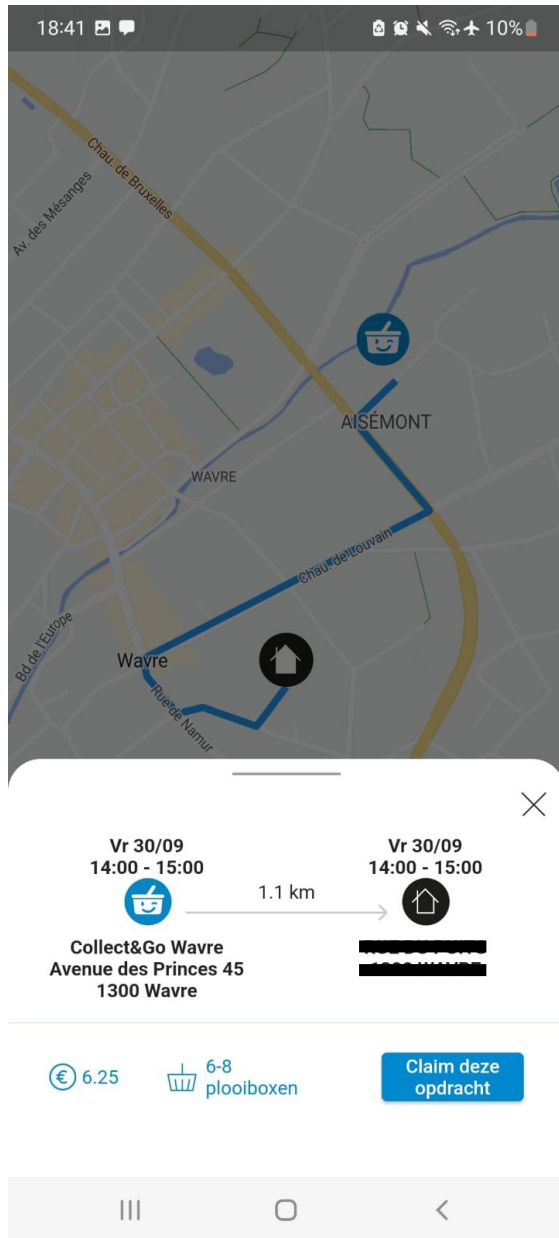 18:41
10%
Chau. de Bruxelles
Av. des Mésanges
AISÉMONT
WAVRE
Chau. de Louvain
Bd de l'Europe
Wavre
Rue de Namur
Vr 30/09
14:00 - 15:00
1.1 km
Vr 30/09
14:00 - 15:00
Collect&Go Wavre
Avenue des Princes 45
1300 Wavre
6.25
6-8
plooiboxen
Claim deze
opdracht